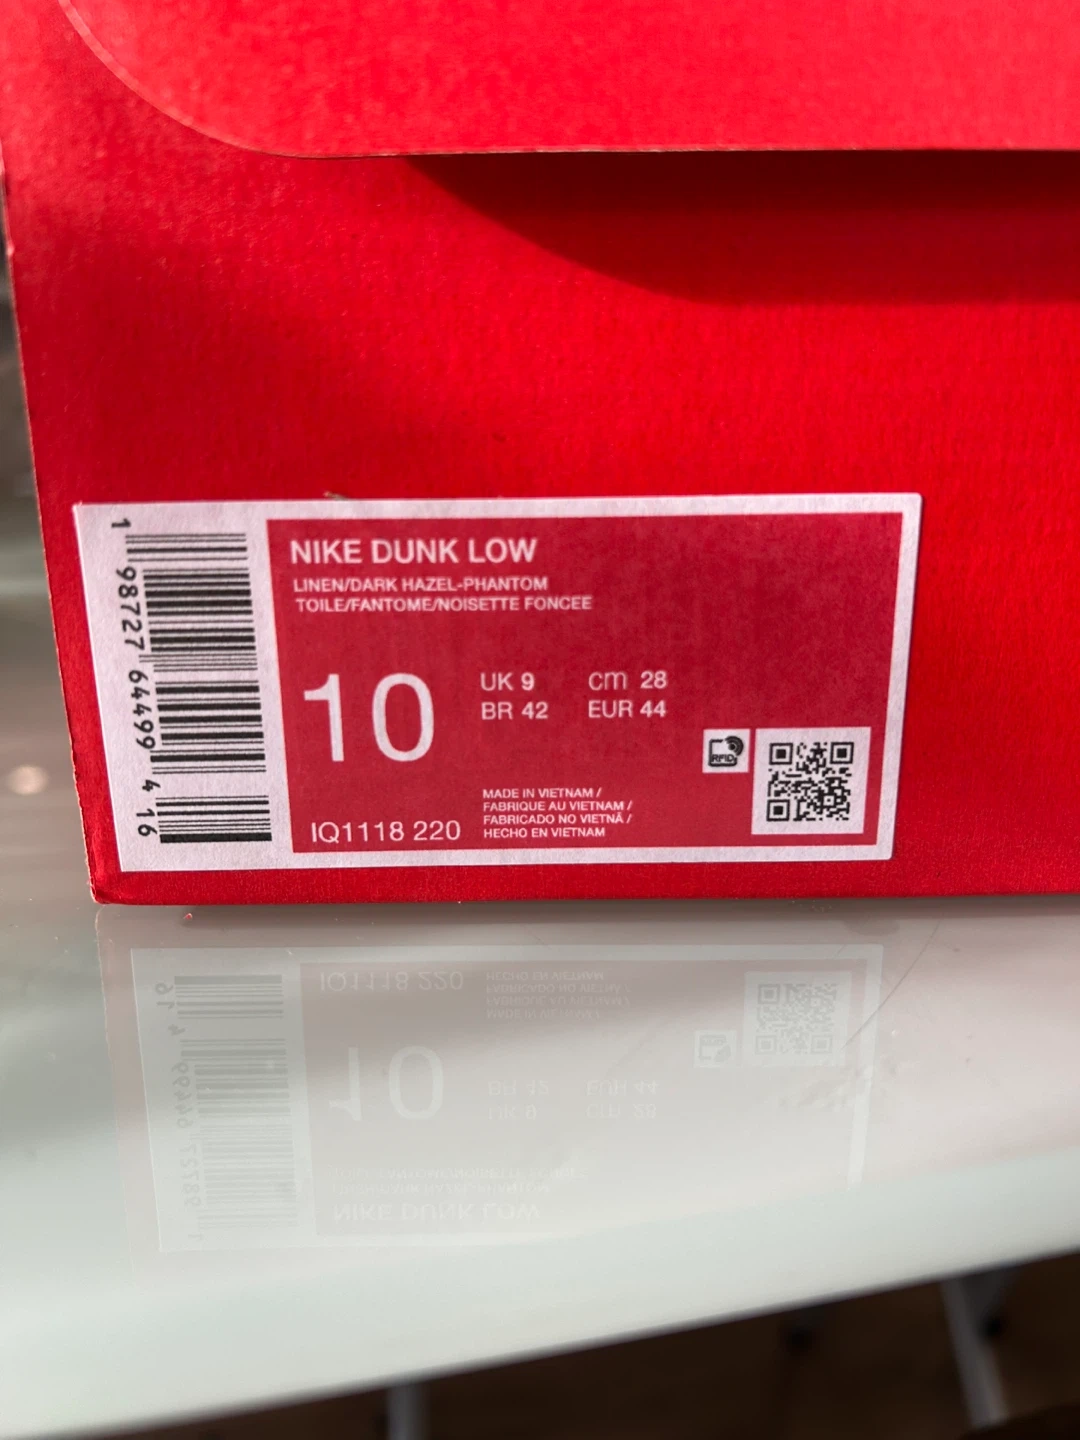 NIKE DUNK LOW
LINEN/DARK HAZEL-PHANTOM
TOILE/FANTOME/NOISETTE FONCEE
10
UK 9
cm 28
BR 42
EUR 44
RFID
MADE IN VIETNAM /
FABRIQUE AU VIETNAM /
FABRICADO NO VIETNÃ /
HECHO EN VIETNAM
IQ1118 220
1 98727 64499 4 16